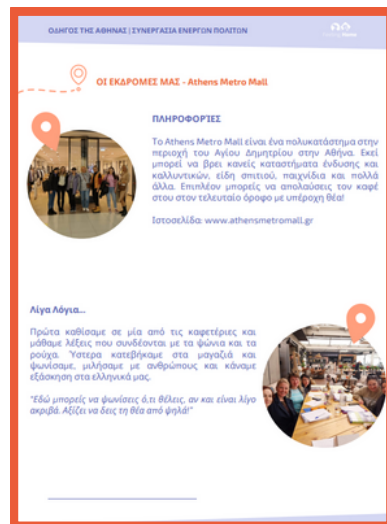 ΟΔΗΓΟΣ ΤΗΣ ΑΘΗΝΑΣ | ΣΥΝΕΡΓΑΣΙΑ ΕΝΕΡΓΩΝ ΠΟΛΙΤΩΝ
ΟΙ ΕΚΔΡΟΜΕΣ ΜΑΣ - Athens Metro Mall
ΠΛΗΡΟΦΟΡΊΕΣ
Το Athens Metro Mall είναι ένα πολυκατάστημα στην
περιοχή του Αγίου Δημητρίου στην Αθήνα. Εκεί
μπορεί να βρει κανείς καταστήματα ένδυσης και
καλλυντικών, είδη σπιτιού, παιχνίδια και πολλά
άλλα. Επιπλέον μπορείς να απολαύσεις τον καφέ
στου στον τελευταίο όροφο με υπέροχη θέα!
Ιστοσελίδα: www.athensmetromall.gr
Λίγα Λόγια...
Πρώτα καθίσαμε σε μία από τις καφετέριες και
μάθαμε λέξεις που συνδέονται με τα ψώνια και τα
ρούχα. Ύστερα κατεβήκαμε στα μαγαζιά και
ψωνίσαμε, μιλήσαμε με ανθρώπους και κάναμε
εξάσκηση στα ελληνικά μας.
"Εδώ μπορείς να ψωνίσεις ό,τι θέλεις, αν και είναι λίγο
ακριβά. Αξίζει να δεις τη θέα από ψηλά!"